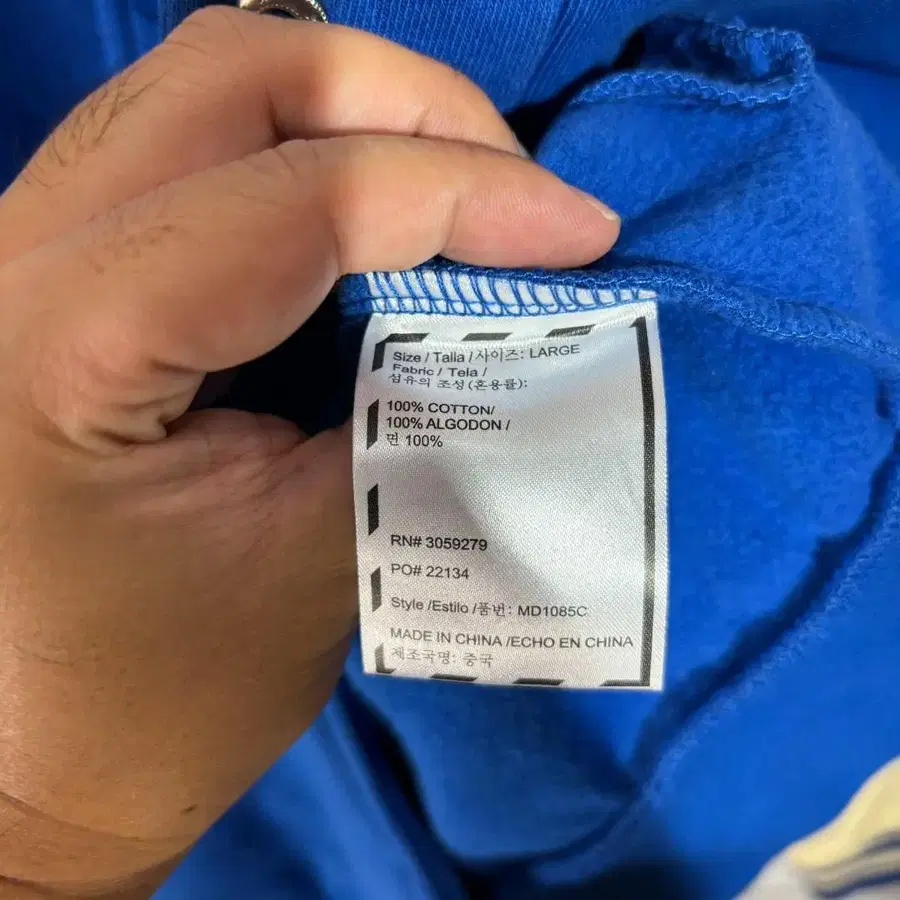 Size / Talla / 사이즈: LARGE
Fabric / Tela /
섬유의 조성(혼용률):
100% COTTON/
100% ALGODON /
면 100%
RN# 3059279
PO# 22134
Style /Estilo /품번: MD1085C
MADE IN CHINA /ECHO EN CHINA
제조국명: 중국